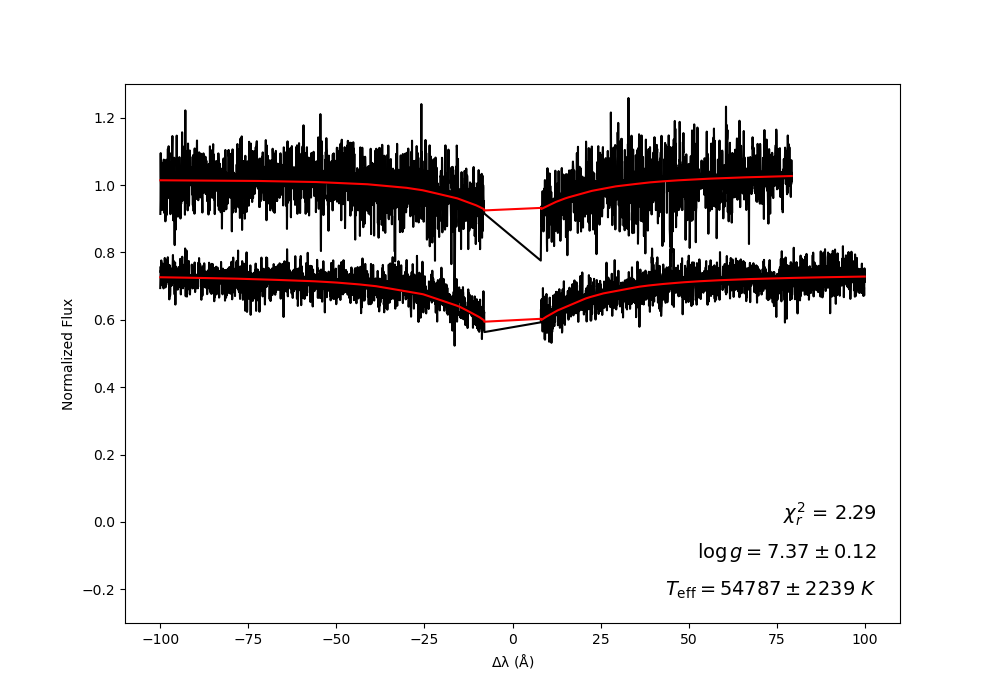 1.2
1.0
0.8
0.6
0.4
0.2
0.0
−0.2
Normalized Flux
χ²ᵣ = 2.29
log g = 7.37 ± 0.12
T_eff = 54787 ± 2239 K
−100 −75 −50 −25 0 25 50 75 100
Δλ (Å)